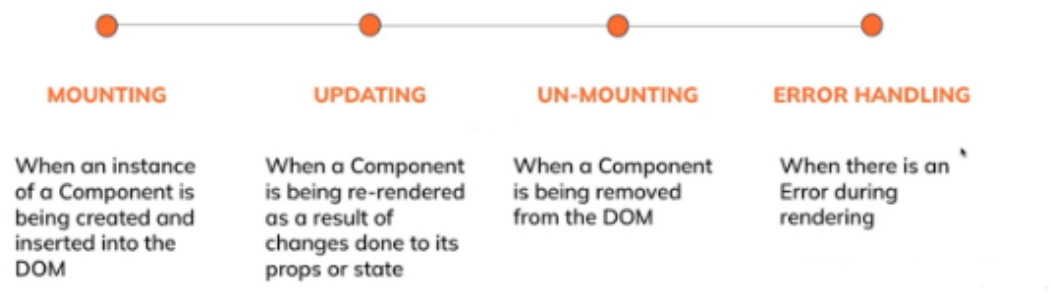 MOUNTING
When an instance
of a Component is
being created and
inserted into the
DOM
UPDATING
When a Component
is being re-rendered
as a result of
changes done to its
props or state
UN-MOUNTING
When a Component
is being removed
from the DOM
ERROR HANDLING
When there is an
Error during
rendering